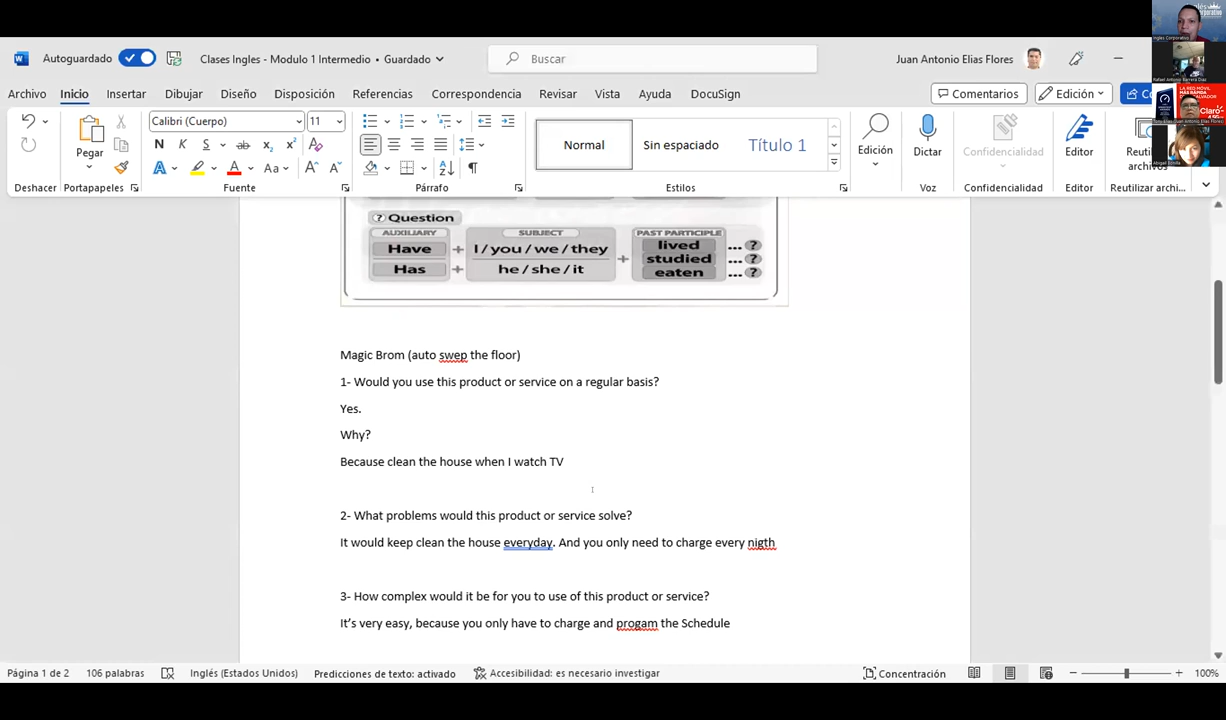 Autoguardado
Clases Ingles - Modulo 1 Intermedio • Guardado
Buscar
Juan Antonio Elias Flores
Archivo Inicio Insertar Dibujar Diseño Disposición Referencias Correspondencia Revisar Vista Ayuda DocuSign
Comentarios Edición
Calibri (Cuerpo) 11
Pegar
Normal Sin espaciado Título 1
Edición Dictar Confidencialidad Editor Reutilizar archi...
Deshacer Portapapeles Fuente Párrafo Estilos Voz Confidencialidad Editor Reutilizar archi...
? Question
AUXILIARY SUBJECT PAST PARTICIPLE
Have + I / you / we / they lived ... ?
+ studied ... ?
Has + he / she / it eaten ... ?
Magic Brom (auto swep the floor)
1- Would you use this product or service on a regular basis?
Yes.
Why?
Because clean the house when I watch TV
2- What problems would this product or service solve?
It would keep clean the house everyday. And you only need to charge every nigth
3- How complex would it be for you to use of this product or service?
It's very easy, because you only have to charge and progam the Schedule
Página 1 de 2 106 palabras Inglés (Estados Unidos) Predicciones de texto: activado Accesibilidad: es necesario investigar Concentración 100%